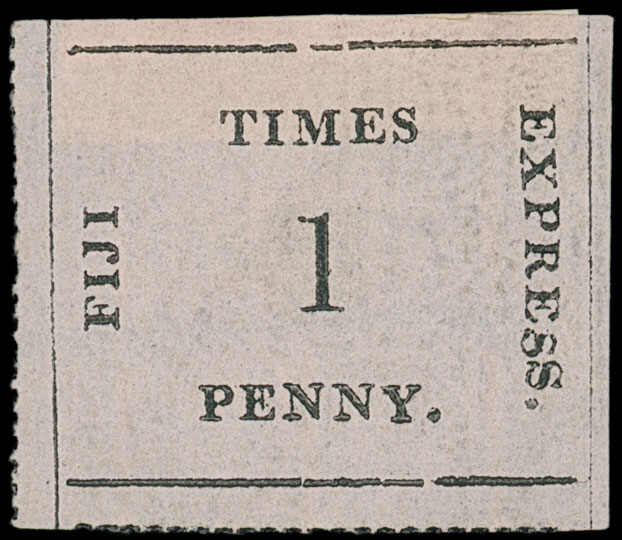 FIJI
TIMES
EXPRESS.
1
PENNY.